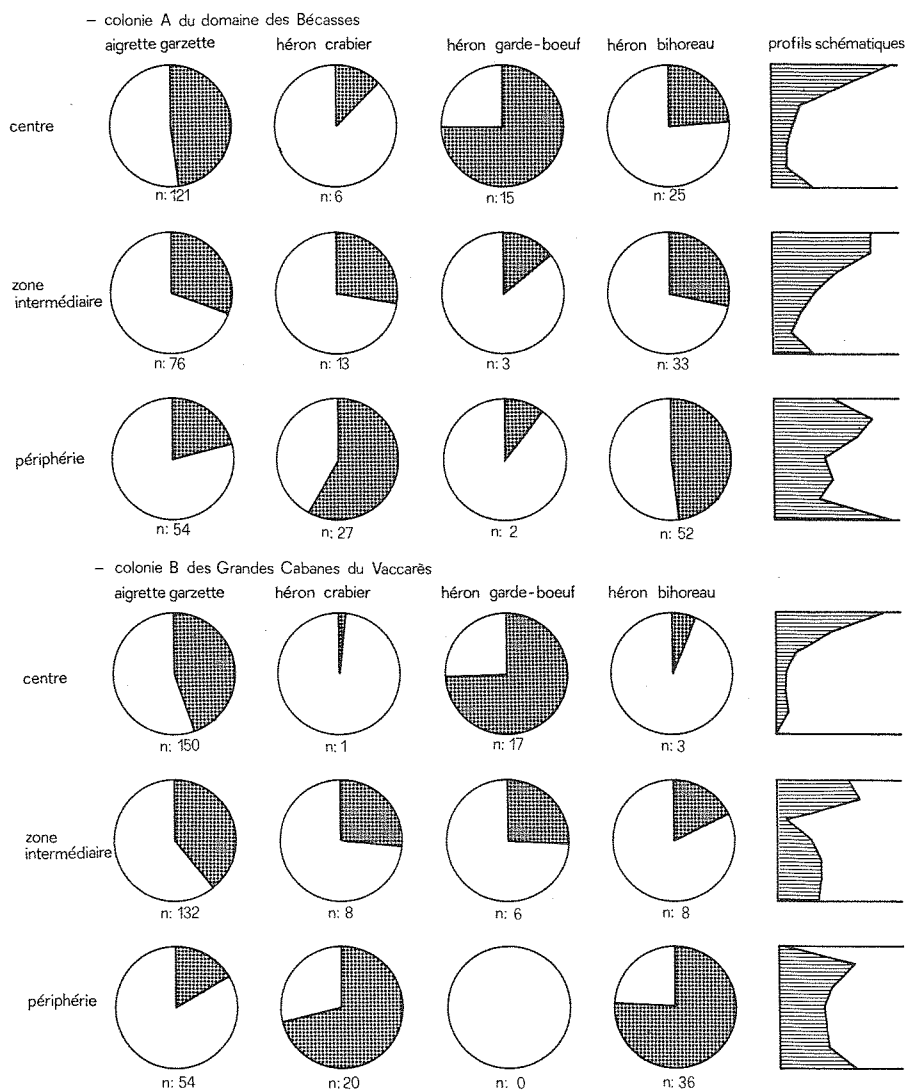 – colonie A du domaine des Bécasses
aigrette garzette héron crabier héron garde-boeuf héron bihoreau profils schématiques
centre
n: 121 n: 6 n: 15 n: 25
zone
intermédiaire
n: 76 n: 13 n: 3 n: 33
périphérie
n: 54 n: 27 n: 2 n: 52
– colonie B des Grandes Cabanes du Vaccarès
aigrette garzette héron crabier héron garde-boeuf héron bihoreau
centre
n: 150 n: 1 n: 17 n: 3
zone
intermédiaire
n: 132 n: 8 n: 6 n: 8
périphérie
n: 54 n: 20 n: 0 n: 36